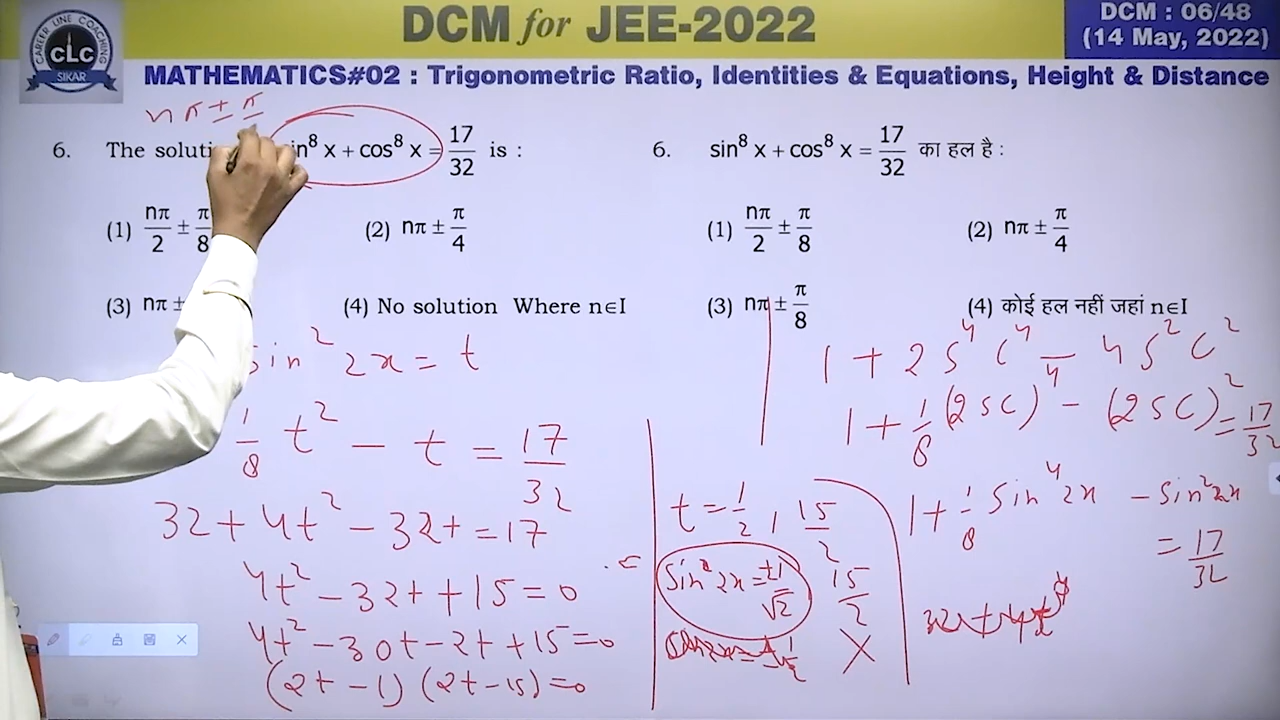 CAREER LINE COACHING
CLC
SIKAR
DCM for JEE-2022
DCM : 06/48
(14 May, 2022)
MATHEMATICS#02 : Trigonometric Ratio, Identities & Equations, Height & Distance
nπ ± π
6. The soluti in⁸ x + cos⁸ x = 17/32 is :
(1) nπ/2 ± π/8
(2) nπ ± π/4
(3) nπ ±
(4) No solution Where n∈I
6. sin⁸ x + cos⁸ x = 17/32 का हल है :
(1) nπ/2 ± π/8
(2) nπ ± π/4
(3) nπ ± π/8
(4) कोई हल नहीं जहां n∈I
sin² 2x = t
1/8 t² - t = 17/32
32 + 4t² - 32t = 17
4t² - 32t + 15 = 0
4t² - 30t - 2t + 15 = 0
(2t - 1) (2t - 15) = 0
t = 1/2 , 15/2
sin 2x = ±1/√2
15/2
X
1 + 2 S⁴ C⁴ - 4 S² C²
1 + 1/8 (2SC)⁴ - (2SC)² = 17/32
1 + 1/8 sin⁴ 2x - sin² 2x
= 17/32